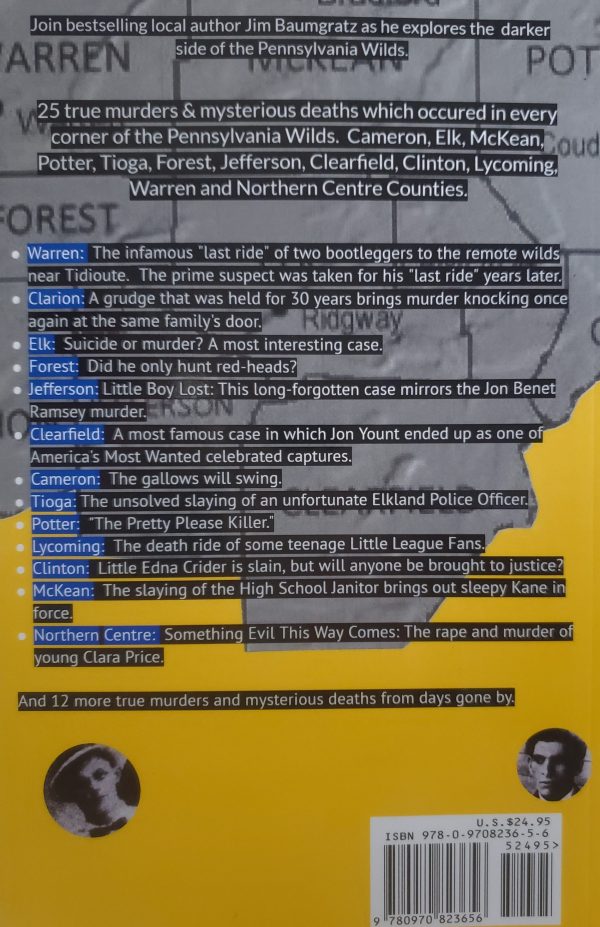 Bradford
Join bestselling local author Jim Baumgratz as he explores the darker
side of the Pennsylvania Wilds.
ARREN
MCKEAN
POT
25 true murders & mysterious deaths which occured in every
corner of the Pennsylvania Wilds. Cameron, Elk, McKean,
Coud
Potter, Tioga, Forest, Jefferson, Clearfield, Clinton, Lycoming,
Warren and Northern Centre Counties.
FOREST
• Warren: The infamous "last ride" of two bootleggers to the remote wilds
near Tidioute. The prime suspect was taken for his "last ride" years later.
• Clarion: A grudge that was held for 30 years brings murder knocking once
again at the same family's door.
Ridgway
• Elk: Suicide or murder? A most interesting case.
• Forest: Did he only hunt red-heads?
• Jefferson: Little Boy Lost: This long-forgotten case mirrors the Jon Benet
Ramsey murder.
ERSON
• Clearfield: A most famous case in which Jon Yount ended up as one of
America's Most Wanted celebrated captures.
• Cameron: The gallows will swing.
• Tioga: The unsolved slaying of an unfortunate Elkland Police Officer.
CLEARFIELD
• Potter: "The Pretty Please Killer."
• Lycoming: The death ride of some teenage Little League Fans.
• Clinton: Little Edna Crider is slain, but will anyone be brought to justice?
• McKean: The slaying of the High School Janitor brings out sleepy Kane in
force.
• Northern Centre: Something Evil This Way Comes: The rape and murder of
young Clara Price.
And 12 more true murders and mysterious deaths from days gone by.
U.S.$24.95
ISBN 978-0-9708236-5-6
52495>
9 780970 823656